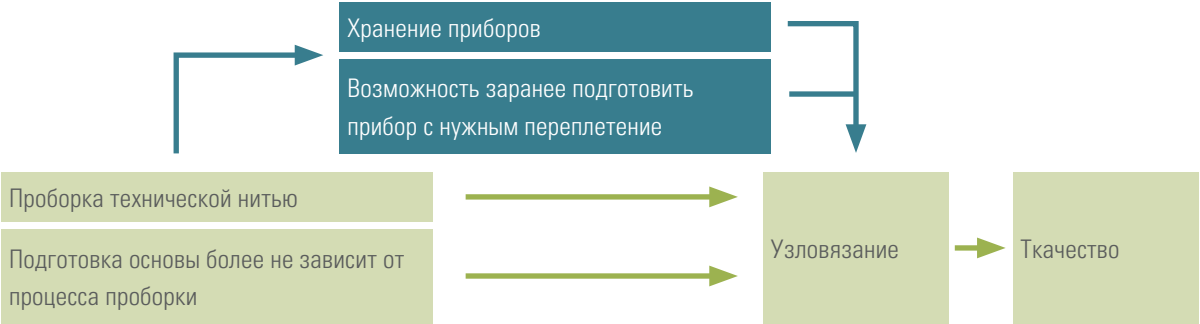 Хранение приборов
Возможность заранее подготовить
прибор с нужным переплетение
Проборка технической нитью
Подготовка основы более не зависит от
процесса проборки
Узловязание
Ткачество